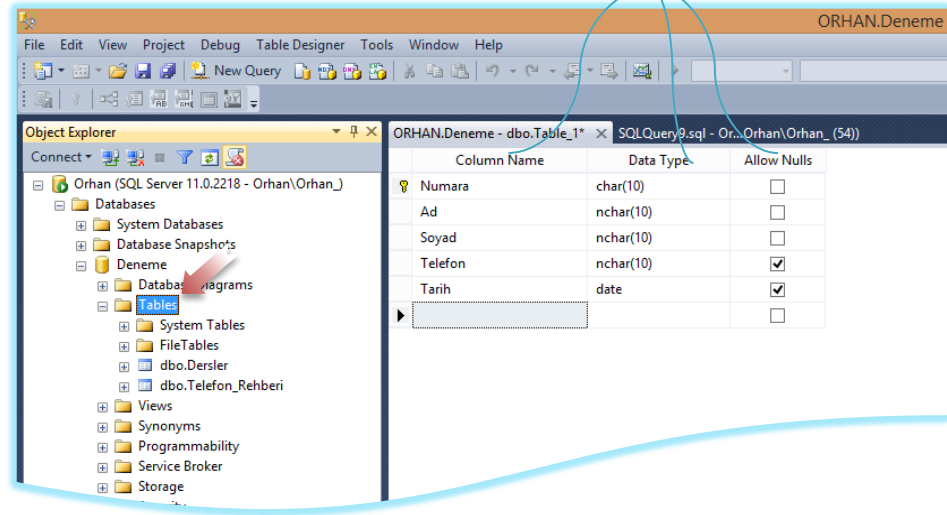 ORHAN.Deneme
File Edit View Project Debug Table Designer Tools Window Help
New Query
Object Explorer
ORHAN.Deneme - dbo.Table_1* SQLQuery9.sql - Or...Orhan\Orhan_ (54))
Connect
Column Name Data Type Allow Nulls
Orhan (SQL Server 11.0.2218 - Orhan\Orhan_)
Databases
System Databases
Database Snapshots
Deneme
Database Diagrams
Tables
System Tables
FileTables
dbo.Dersler
dbo.Telefon_Rehberi
Views
Synonyms
Programmability
Service Broker
Storage
Numara char(10)
Ad nchar(10)
Soyad nchar(10)
Telefon nchar(10)
Tarih date